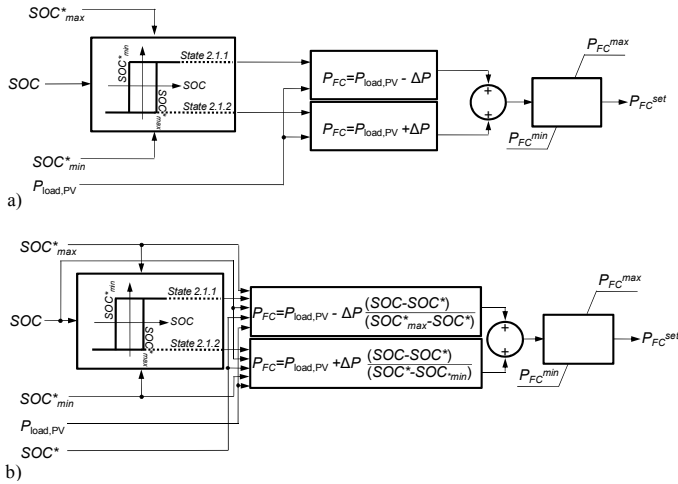 SOC*max
SOC
SOC*min
SOC*min
SOC
SOC*max
State 2.1.1
State 2.1.2
PFC=Pload,PV - ΔP
PFC=Pload,PV +ΔP
+
+
PFCmax
PFCmin
PFCset
Pload,PV
a)
SOC*max
SOC
SOC*min
SOC*min
SOC
SOC*max
State 2.1.1
State 2.1.2
PFC=Pload,PV - ΔP (SOC-SOC*)/(SOC*max-SOC*)
PFC=Pload,PV +ΔP (SOC-SOC*)/(SOC*-SOC*min)
+
+
PFCmax
PFCmin
PFCset
Pload,PV
SOC*
b)